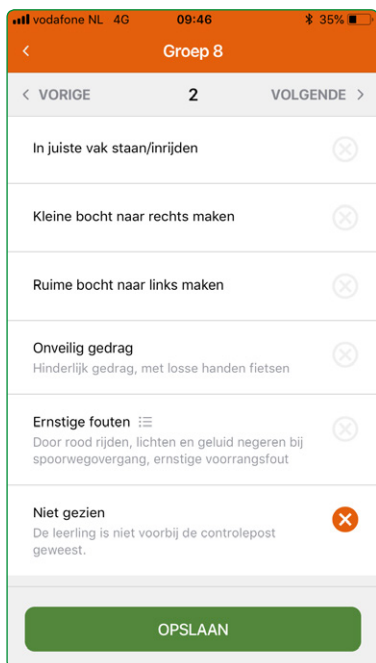 vodafone NL 4G 09:46 35%
Groep 8
VORIGE 2 VOLGENDE
In juiste vak staan/inrijden
Kleine bocht naar rechts maken
Ruime bocht naar links maken
Onveilig gedrag
Hinderlijk gedrag, met losse handen fietsen
Ernstige fouten
Door rood rijden, lichten en geluid negeren bij
spoorwegovergang, ernstige voorrangsfout
Niet gezien
De leerling is niet voorbij de controlepost
geweest.
OPSLAAN